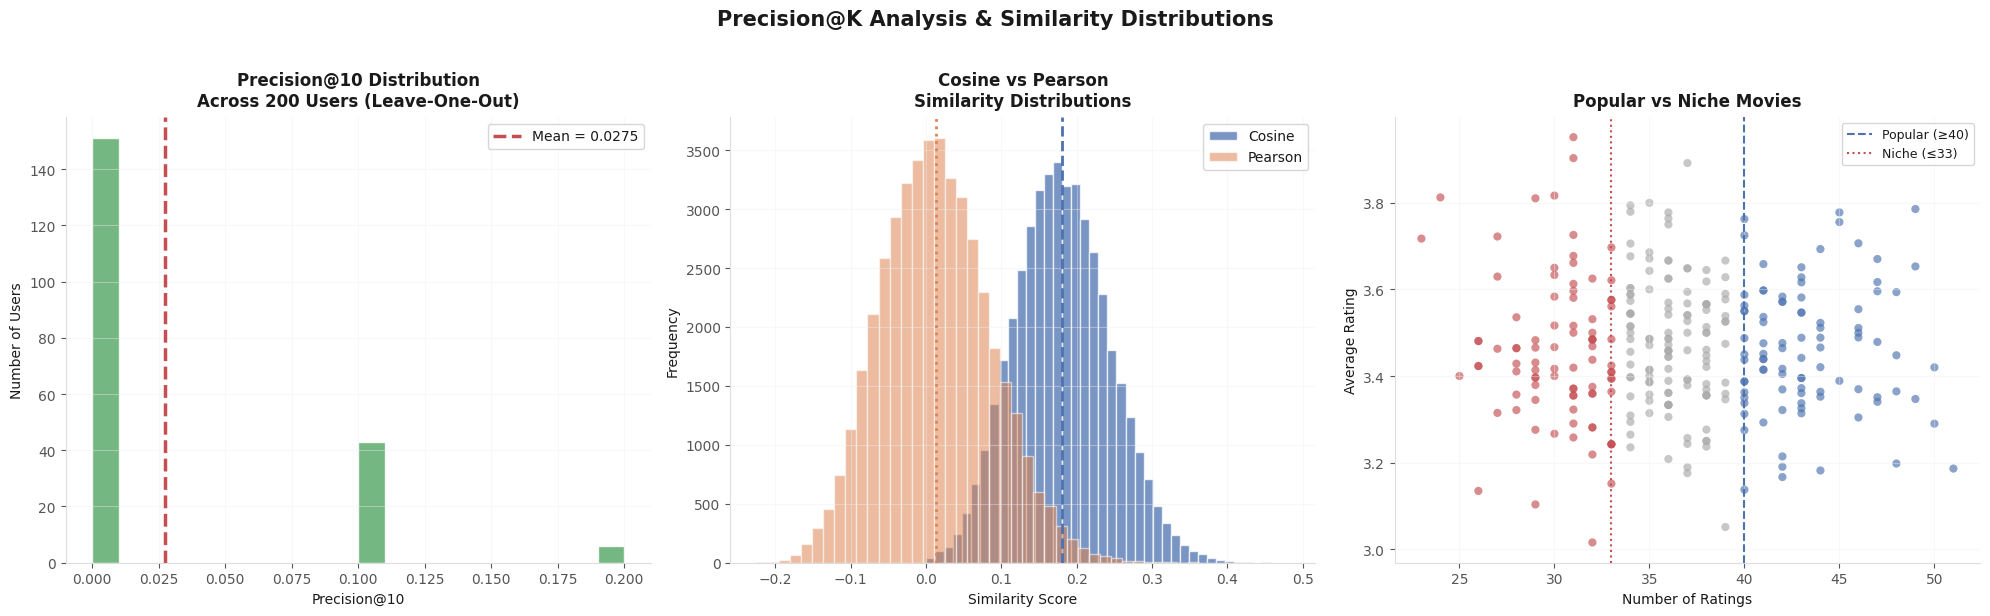 Precision@K Analysis & Similarity Distributions
Precision@10 Distribution
Across 200 Users (Leave-One-Out)
Mean = 0.0275
Number of Users
140
120
100
80
60
40
20
0
0.000
0.025
0.050
0.075
0.100
0.125
0.150
0.175
0.200
Precision@10
Cosine vs Pearson
Similarity Distributions
Cosine
Pearson
Frequency
3500
3000
2500
2000
1500
1000
500
0
−0.2
−0.1
0.0
0.1
0.2
0.3
0.4
0.5
Similarity Score
Popular vs Niche Movies
Popular (≥40)
Niche (≤33)
Average Rating
3.8
3.6
3.4
3.2
3.0
25
30
35
40
45
50
Number of Ratings